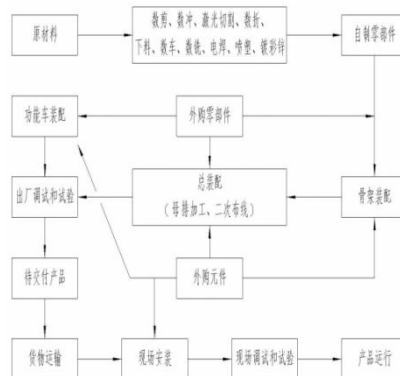 原材料
数剪、数冲、激光切割、数折、
下料、数车、数铣、电焊、喷塑、镀彩锌
自制零部件
功能车装配
外购零部件
出厂调试和试验
总装配
(母排加工、二次布线)
骨架装配
待交付产品
外购元件
货物运输
现场安装
现场调试和试验
产品运行